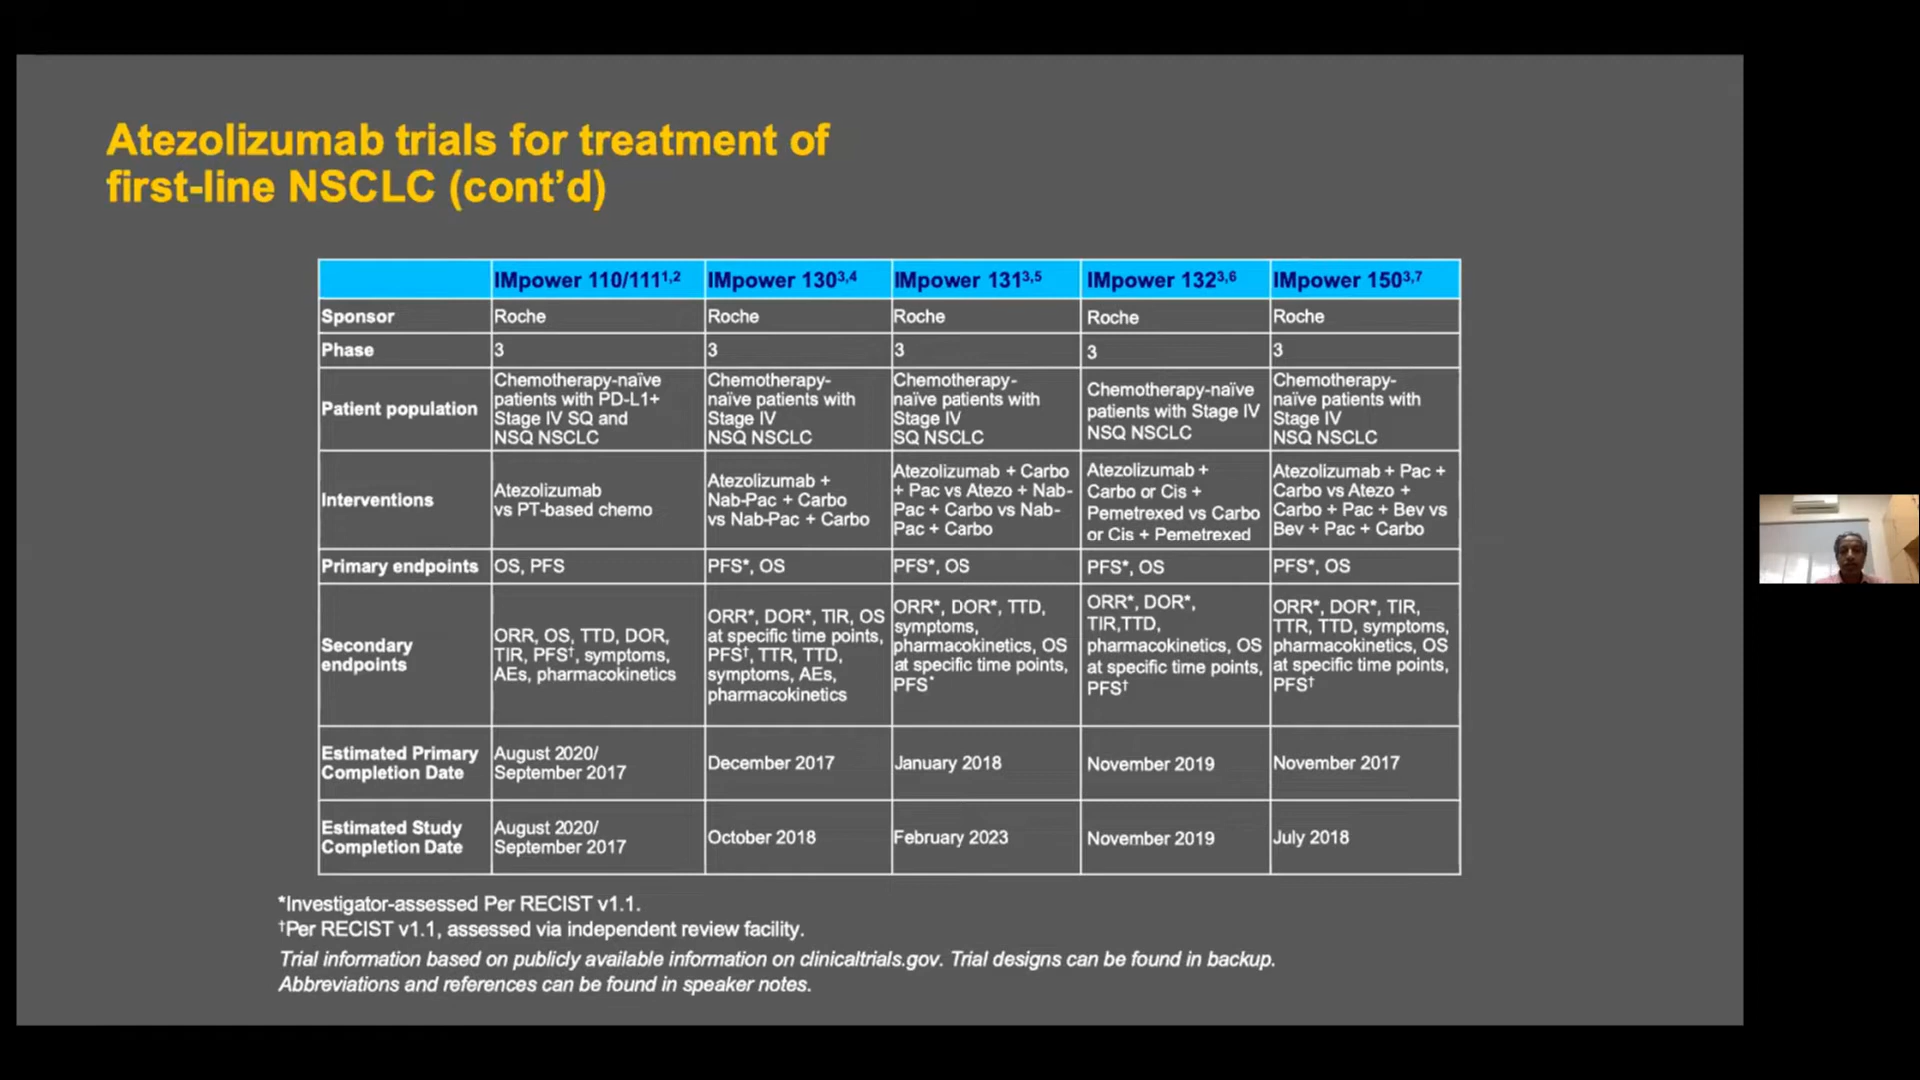 Atezolizumab trials for treatment of
first-line NSCLC (cont’d)
IMpower 110/111¹,² IMpower 130³,⁴ IMpower 131³,⁵ IMpower 132³,⁶ IMpower 150³,⁷
Sponsor Roche Roche Roche Roche Roche
Phase 3 3 3 3 3
Patient population
Chemotherapy-naïve
patients with PD-L1+
Stage IV SQ and
NSQ NSCLC
Chemotherapy-
naïve patients with
Stage IV
NSQ NSCLC
Chemotherapy-
naïve patients with
Stage IV
SQ NSCLC
Chemotherapy-naïve
patients with Stage IV
NSQ NSCLC
Chemotherapy-
naïve patients with
Stage IV
NSQ NSCLC
Interventions
Atezolizumab
vs PT-based chemo
Atezolizumab +
Nab-Pac + Carbo
vs Nab-Pac + Carbo
Atezolizumab + Carbo
+ Pac vs Atezo + Nab-
Pac + Carbo vs Nab-
Pac + Carbo
Atezolizumab +
Carbo or Cis +
Pemetrexed vs Carbo
or Cis + Pemetrexed
Atezolizumab + Pac +
Carbo vs Atezo +
Carbo + Pac + Bev vs
Bev + Pac + Carbo
Primary endpoints OS, PFS PFS*, OS PFS*, OS PFS*, OS PFS*, OS
Secondary
endpoints
ORR, OS, TTD, DOR,
TIR, PFS†, symptoms,
AEs, pharmacokinetics
ORR*, DOR*, TIR, OS
at specific time points,
PFS†, TTR, TTD,
symptoms, AEs,
pharmacokinetics
ORR*, DOR*, TTD,
symptoms,
pharmacokinetics, OS
at specific time points,
PFS*
ORR*, DOR*,
TIR,TTD,
pharmacokinetics, OS
at specific time points,
PFS†
ORR*, DOR*, TIR,
TTR, TTD, symptoms,
pharmacokinetics, OS
at specific time points,
PFS†
Estimated Primary
Completion Date
August 2020/
September 2017
December 2017
January 2018
November 2019
November 2017
Estimated Study
Completion Date
August 2020/
September 2017
October 2018
February 2023
November 2019
July 2018
*Investigator-assessed Per RECIST v1.1.
†Per RECIST v1.1, assessed via independent review facility.
Trial information based on publicly available information on clinicaltrials.gov. Trial designs can be found in backup.
Abbreviations and references can be found in speaker notes.